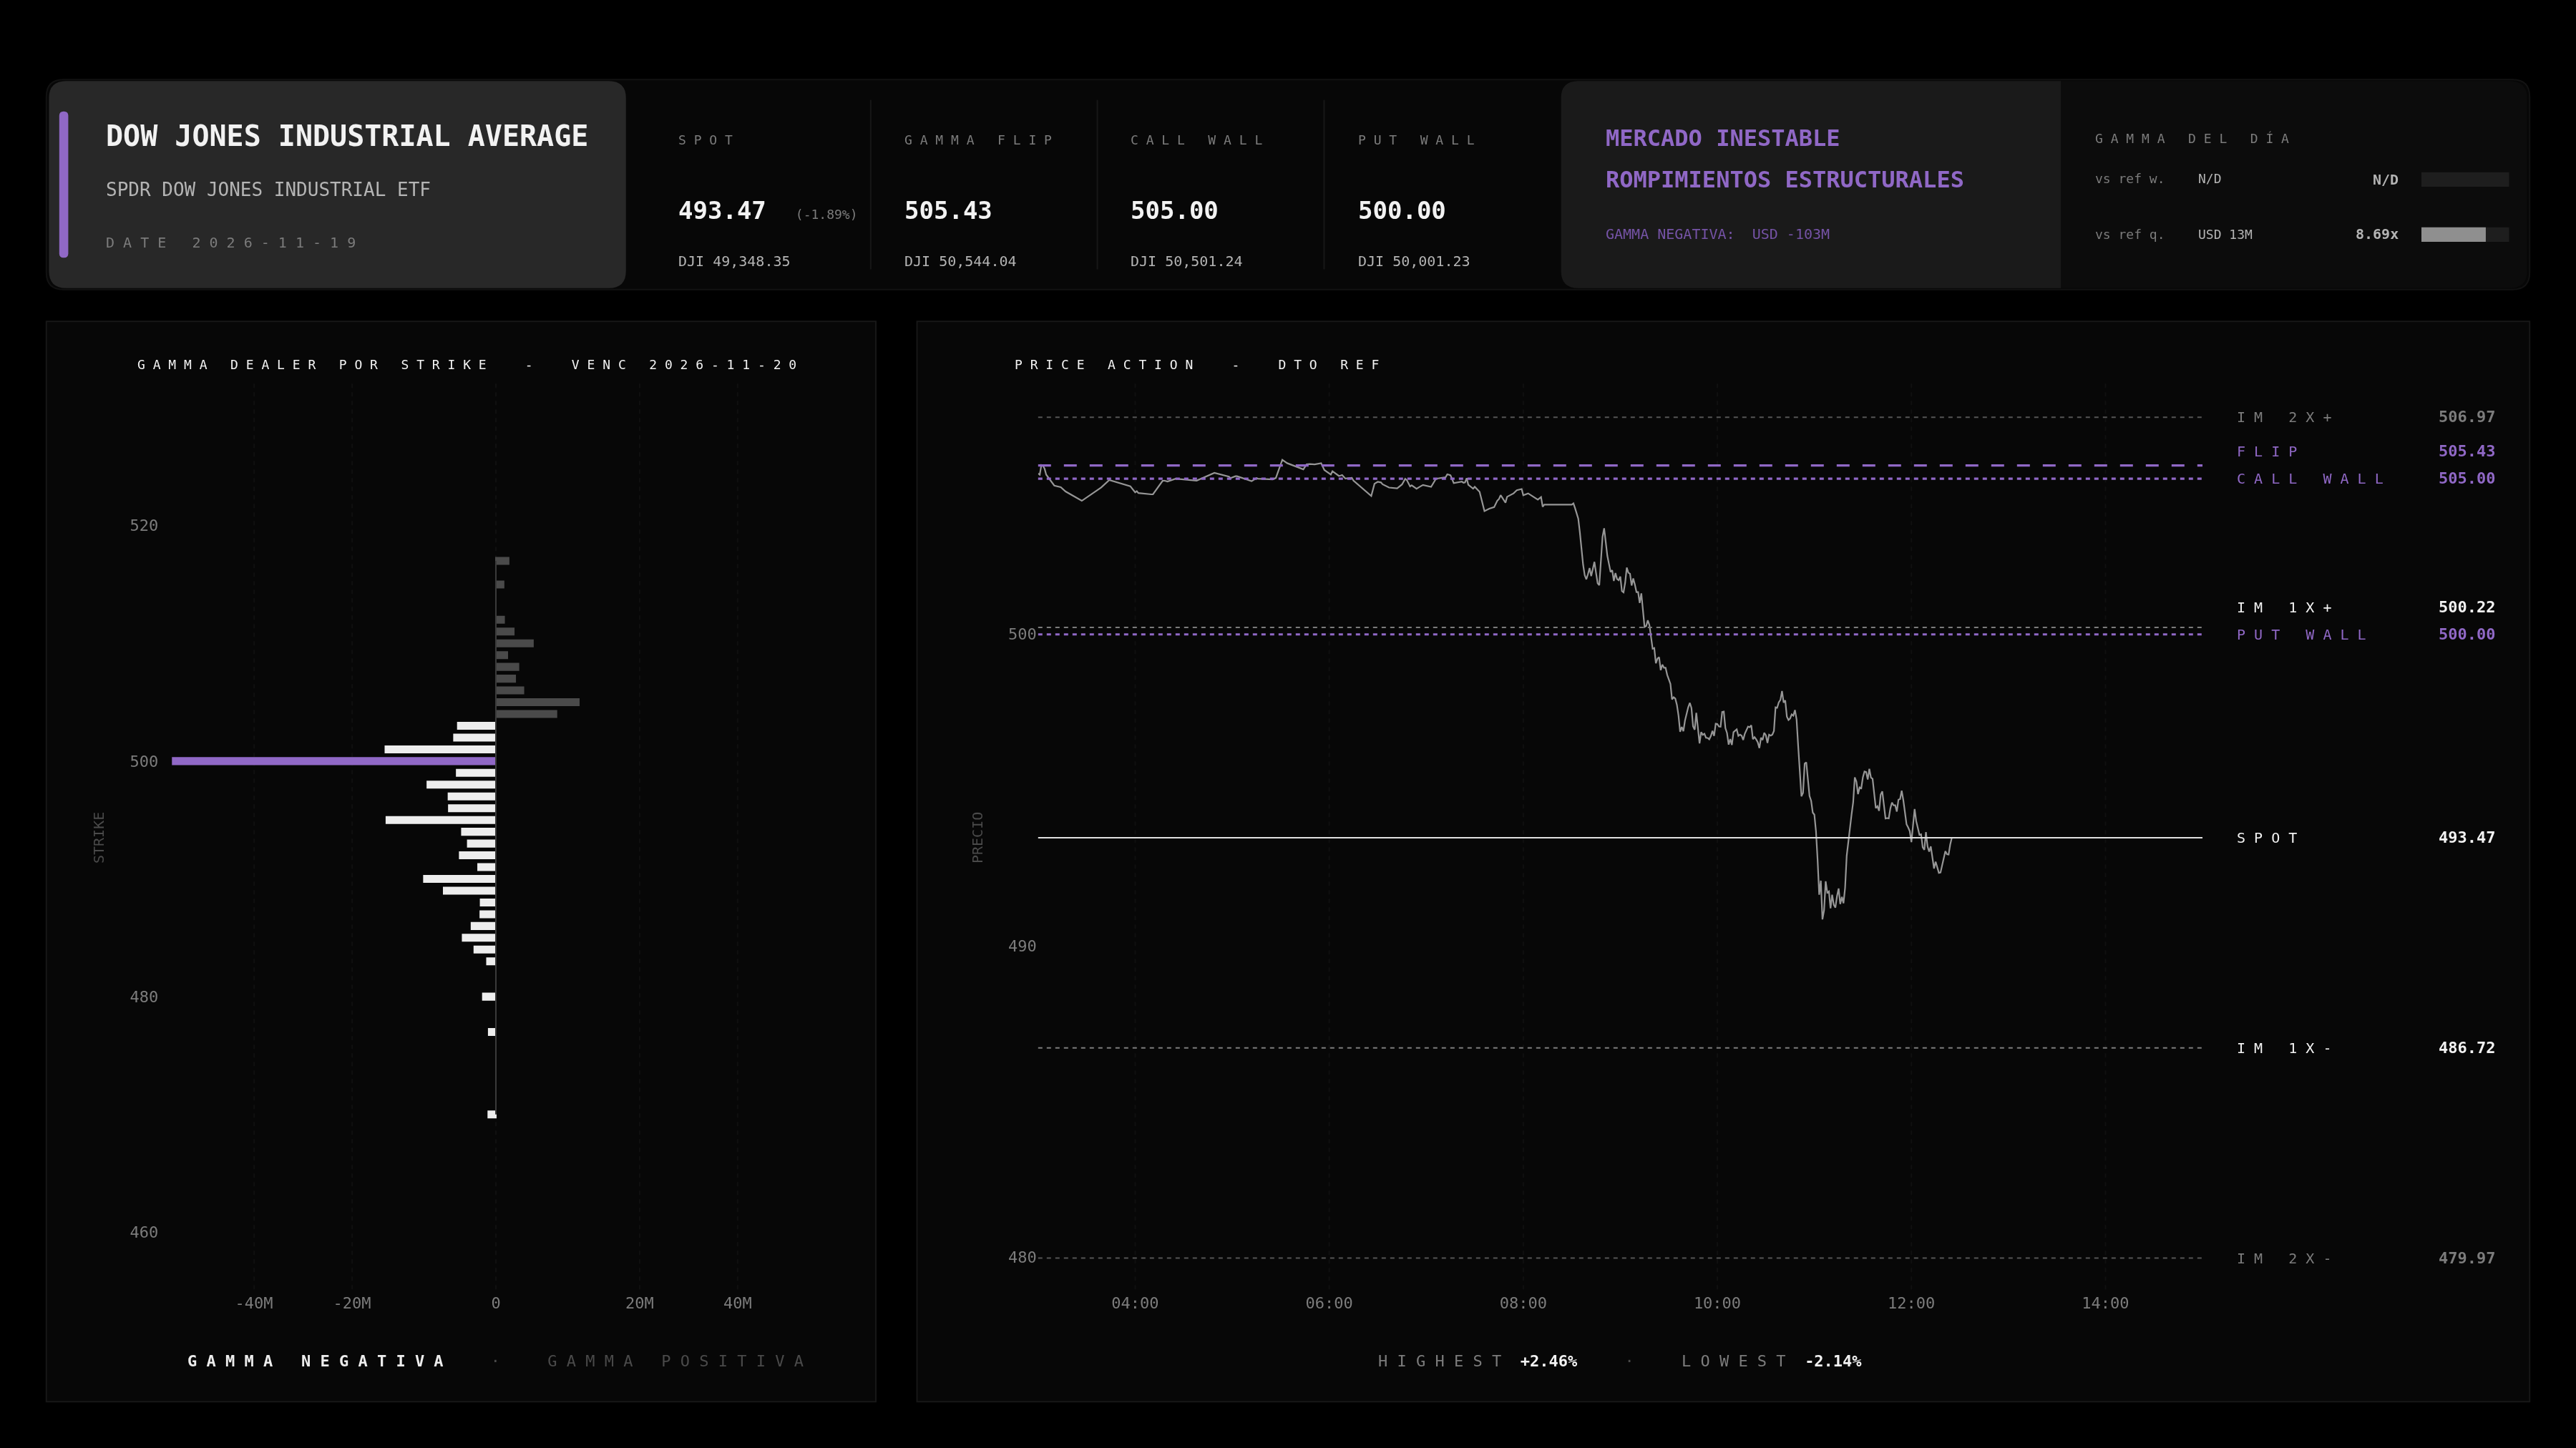 DOW JONES INDUSTRIAL AVERAGE
SPDR DOW JONES INDUSTRIAL ETF
DATE 2026-11-19
SPOT
493.47 (-1.89%)
DJI 49,348.35
GAMMA FLIP
505.43
DJI 50,544.04
CALL WALL
505.00
DJI 50,501.24
PUT WALL
500.00
DJI 50,001.23
MERCADO INESTABLE
ROMPIMIENTOS ESTRUCTURALES
GAMMA NEGATIVA: USD -103M
GAMMA DEL DÍA
vs ref w. N/D N/D
vs ref q. USD 13M 8.69x
GAMMA DEALER POR STRIKE - VENC 2026-11-20
520
500
480
460
STRIKE
-40M -20M 0 20M 40M
GAMMA NEGATIVA · GAMMA POSITIVA
PRICE ACTION - DTO REF
500
490
480
PRECIO
IM 2X+ 506.97
FLIP 505.43
CALL WALL 505.00
IM 1X+ 500.22
PUT WALL 500.00
SPOT 493.47
IM 1X- 486.72
IM 2X- 479.97
04:00 06:00 08:00 10:00 12:00 14:00
HIGHEST +2.46% · LOWEST -2.14%